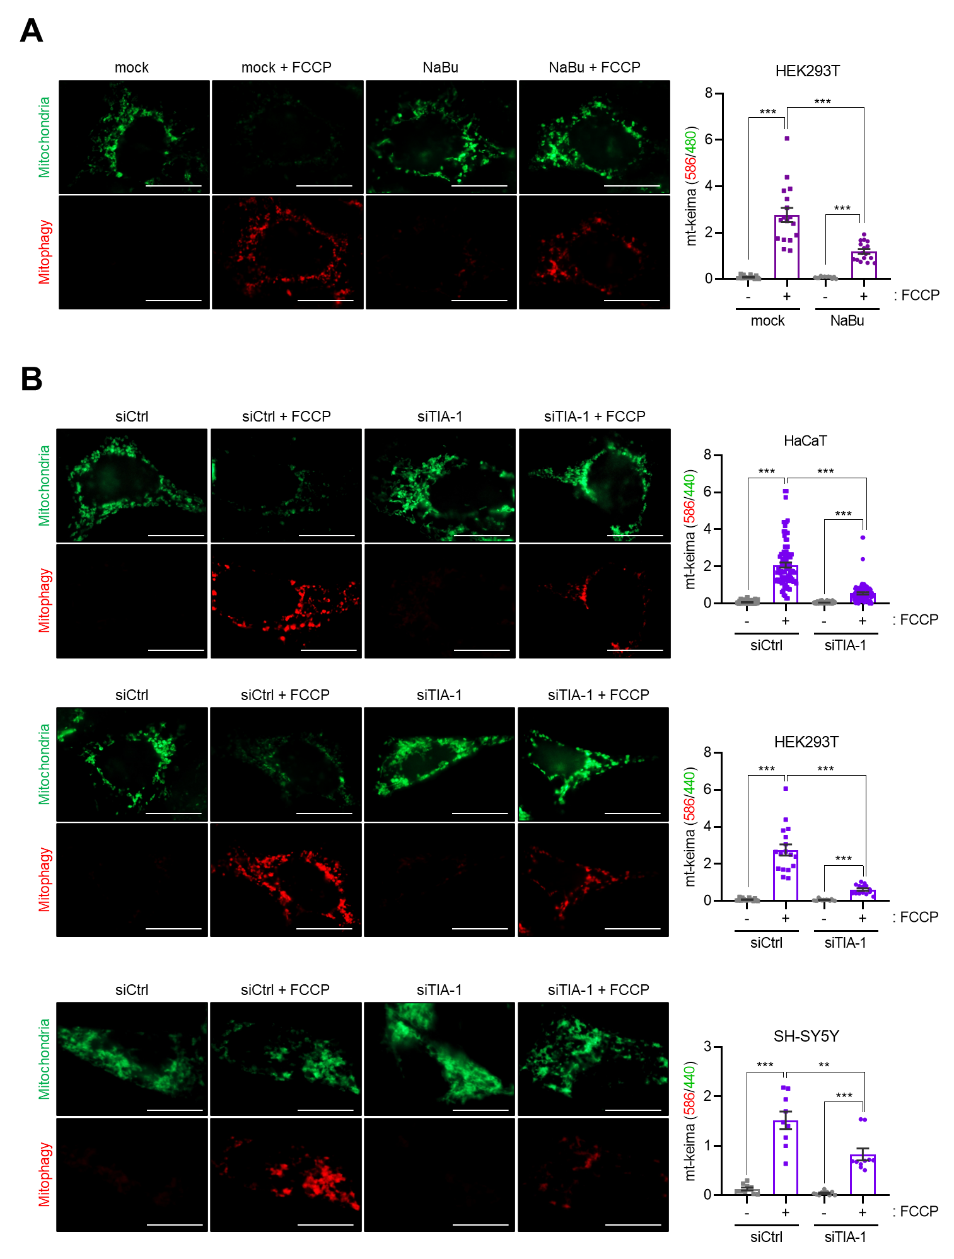 A
mock
mock + FCCP
NaBu
NaBu + FCCP
Mitochondria
Mitophagy
HEK293T
mt-keima (586/480)
8
6
4
2
0
***
***
***
-
+
-
+
: FCCP
mock
NaBu
B
siCtrl
siCtrl + FCCP
siTIA-1
siTIA-1 + FCCP
Mitochondria
Mitophagy
HaCaT
mt-keima (586/440)
8
6
4
2
0
***
***
***
-
+
-
+
: FCCP
siCtrl
siTIA-1
siCtrl
siCtrl + FCCP
siTIA-1
siTIA-1 + FCCP
Mitochondria
Mitophagy
HEK293T
mt-keima (586/440)
8
6
4
2
0
***
***
***
-
+
-
+
: FCCP
siCtrl
siTIA-1
siCtrl
siCtrl + FCCP
siTIA-1
siTIA-1 + FCCP
Mitochondria
Mitophagy
SH-SY5Y
mt-keima (586/440)
3
2
1
0
***
**
***
-
+
-
+
: FCCP
siCtrl
siTIA-1